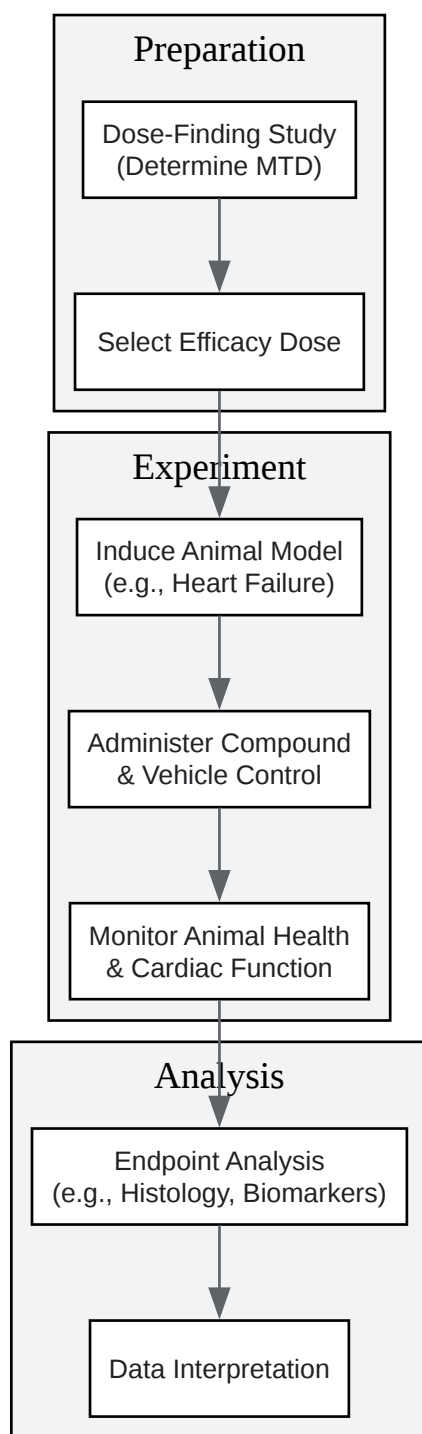 Preparation
Dose-Finding Study
(Determine MTD)
Select Efficacy Dose
Experiment
Induce Animal Model
(e.g., Heart Failure)
Administer Compound
& Vehicle Control
Monitor Animal Health
& Cardiac Function
Analysis
Endpoint Analysis
(e.g., Histology, Biomarkers)
Data Interpretation